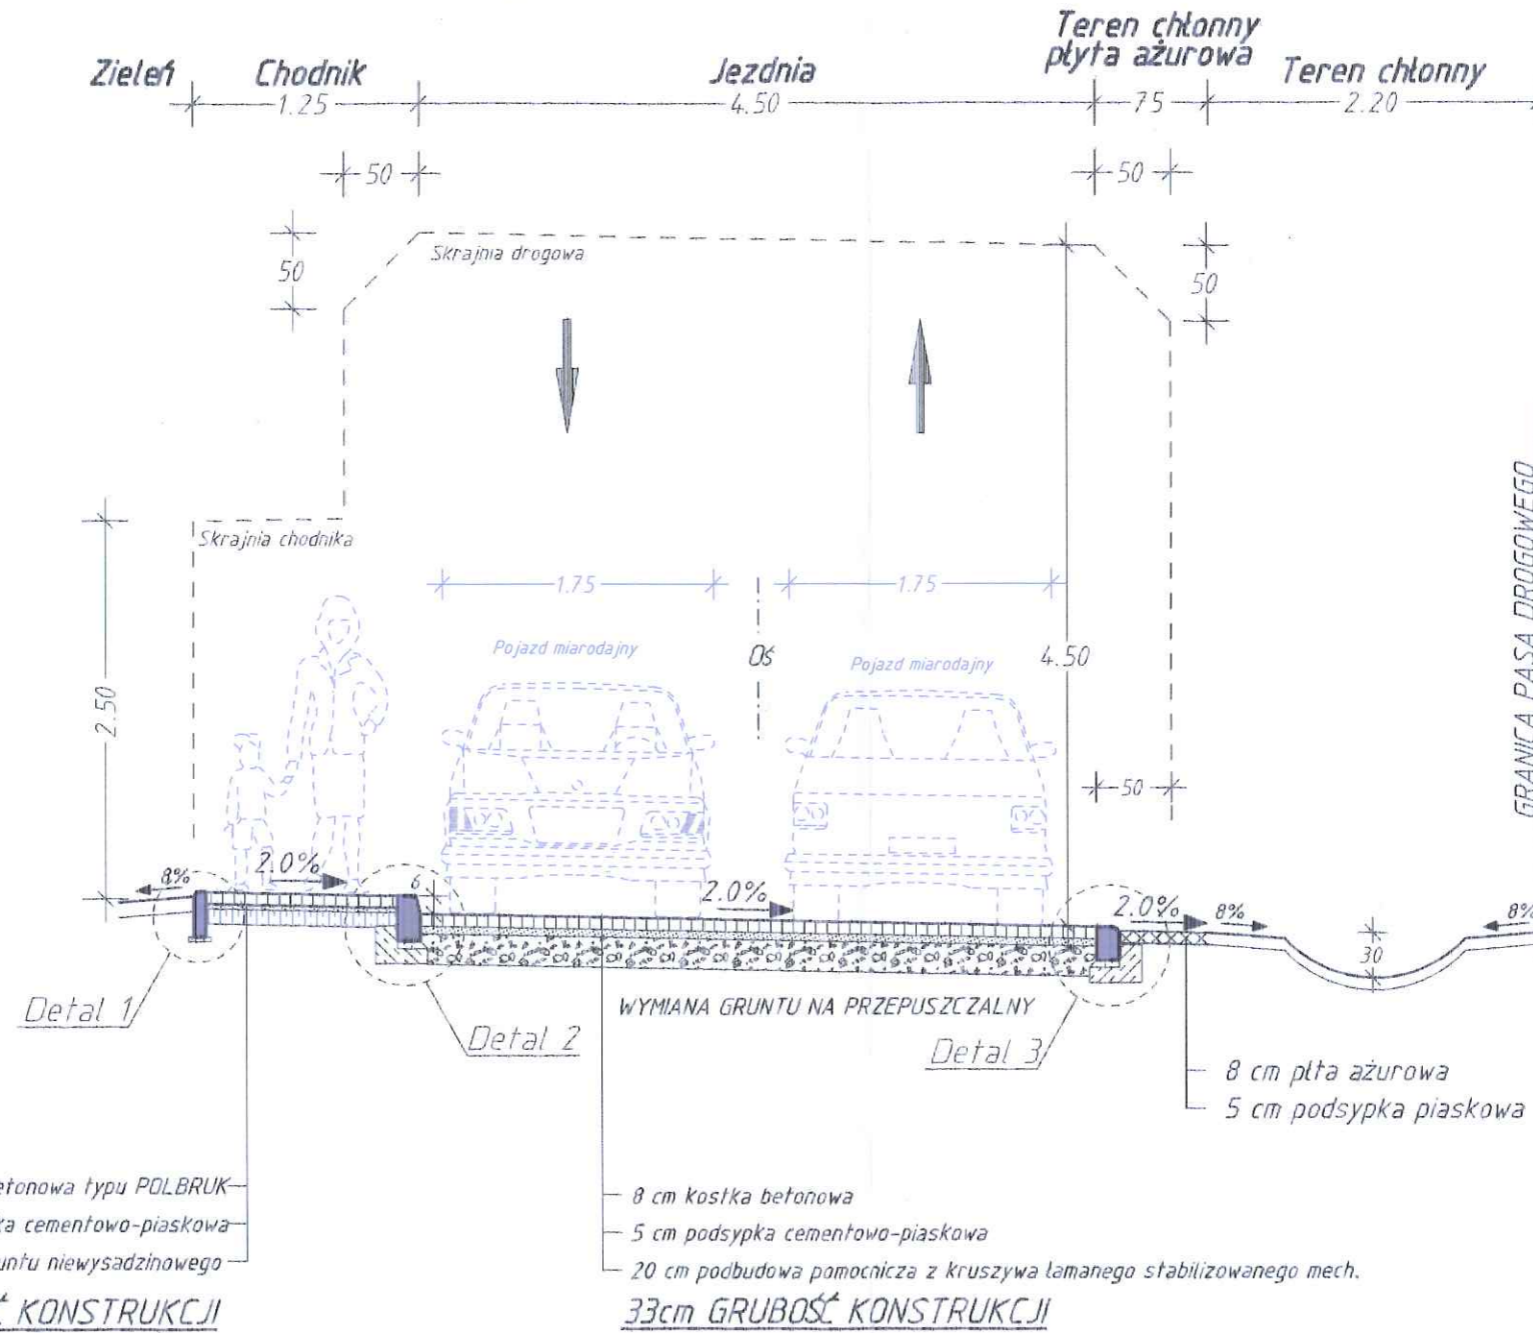 Zieleń
Chodnik
Jezdnia
Teren chłonny
płyta ażurowa
Teren chłonny
1.25
4.50
75
2.20
50
50
50
Skrajnia drogowa
50
Skrajnia chodnika
1.75
1.75
Pojazd miarodajny
Oś
Pojazd miarodajny
4.50
2.50
GRANICA PASA DROGOWEGO
50
8%
2.0%
6
2.0%
2.0%
8%
8%
30
Detal 1
Detal 2
WYMIANA GRUNTU NA PRZEPUSZCZALNY
Detal 3
8 cm płta ażurowa
5 cm podsypka piaskowa
etonowa typu POLBRUK
ka cementowo-piaskowa
untu niewysadzinowego
Ć KONSTRUKCJI
8 cm kostka betonowa
5 cm podsypka cementowo-piaskowa
20 cm podbudowa pomocnicza z kruszywa łamanego stabilizowanego mech.
33cm GRUBOŚĆ KONSTRUKCJI